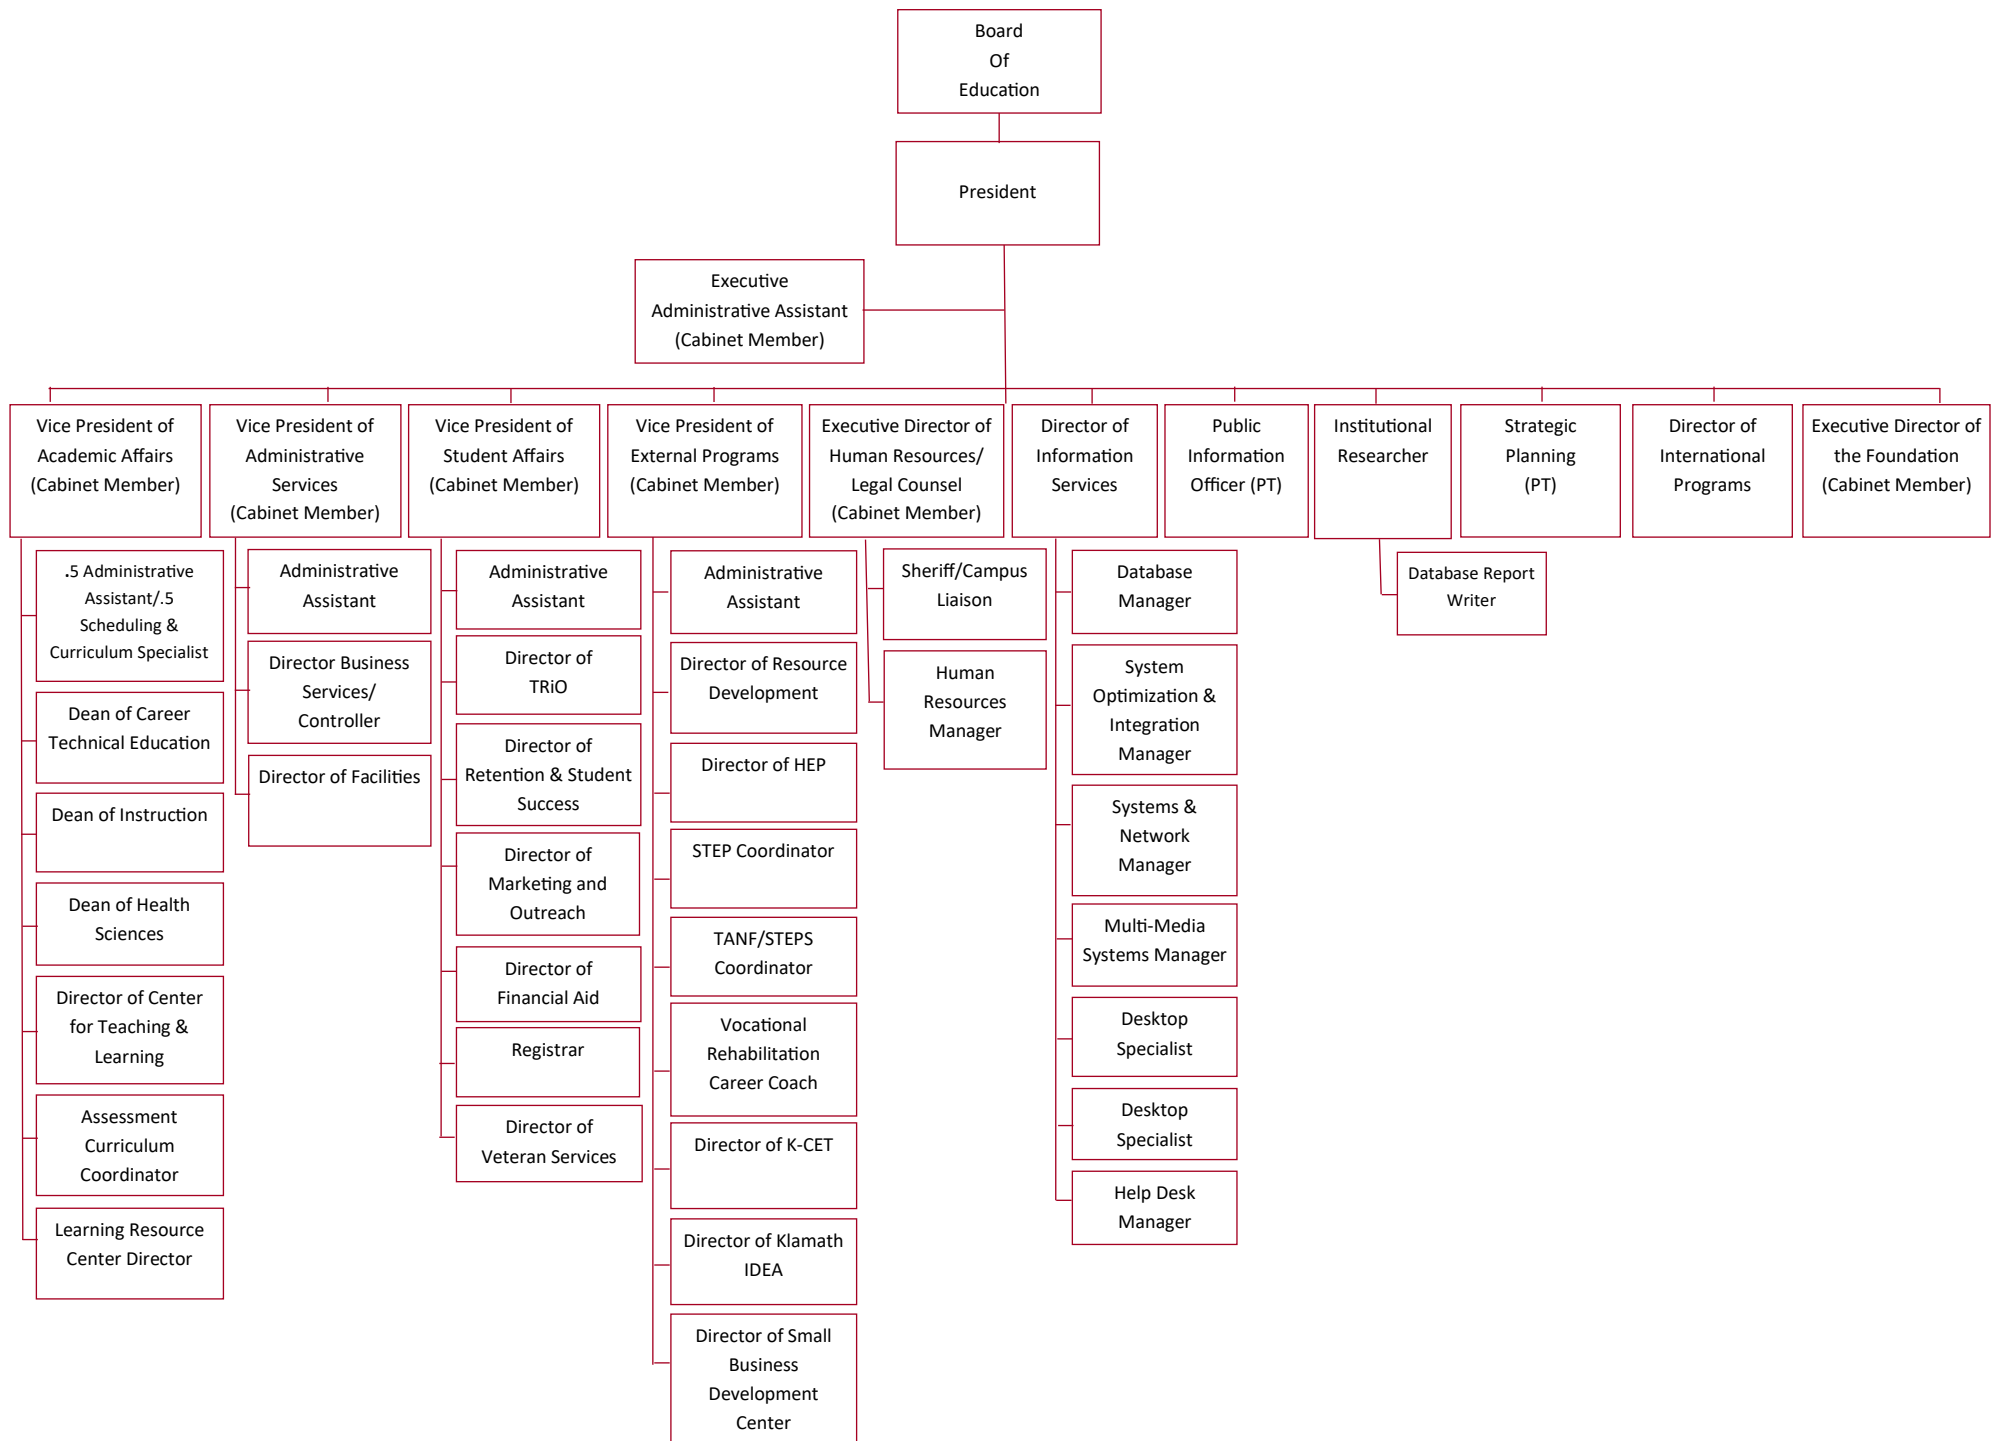 Board
Of
Education
President
Executive
Administrative Assistant
(Cabinet Member)
Vice President of
Academic Affairs
(Cabinet Member)
Vice President of
Administrative
Services
(Cabinet Member)
Vice President of
Student Affairs
(Cabinet Member)
Vice President of
External Programs
(Cabinet Member)
Executive Director of
Human Resources/
Legal Counsel
(Cabinet Member)
Director of
Information
Services
Public
Information
Officer (PT)
Institutional
Researcher
Strategic
Planning
(PT)
Director of
International
Programs
Executive Director of
the Foundation
(Cabinet Member)
.5 Administrative
Assistant/.5
Scheduling &
Curriculum Specialist
Dean of Career
Technical Education
Dean of Instruction
Dean of Health
Sciences
Director of Center
for Teaching &
Learning
Assessment
Curriculum
Coordinator
Learning Resource
Center Director
Administrative
Assistant
Director Business
Services/
Controller
Director of Facilities
Administrative
Assistant
Director of
TRiO
Director of
Retention & Student
Success
Director of
Marketing and
Outreach
Director of
Financial Aid
Registrar
Director of
Veteran Services
Administrative
Assistant
Director of Resource
Development
Director of HEP
STEP Coordinator
TANF/STEPS
Coordinator
Vocational
Rehabilitation
Career Coach
Director of K-CET
Director of Klamath
IDEA
Director of Small
Business
Development
Center
Sheriff/Campus
Liaison
Human
Resources
Manager
Database
Manager
System
Optimization &
Integration
Manager
Systems &
Network
Manager
Multi-Media
Systems Manager
Desktop
Specialist
Desktop
Specialist
Help Desk
Manager
Database Report
Writer